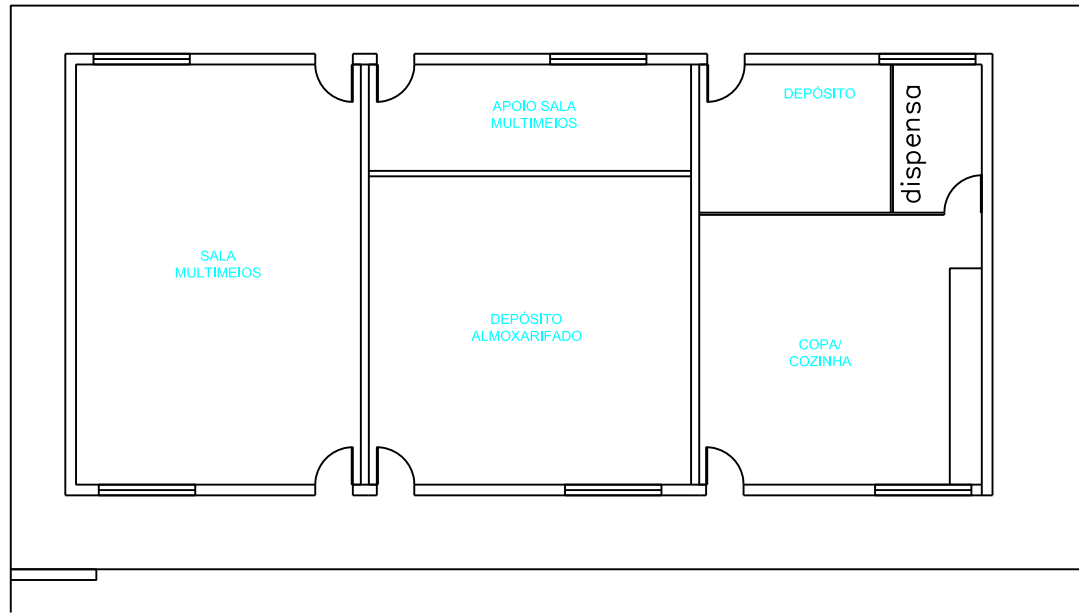 APOIO SALA
MULTIMEIOS
DEPÓSITO
dispensa
SALA
MULTIMEIOS
DEPÓSITO
ALMOXARIFADO
COPA/
COZINHA